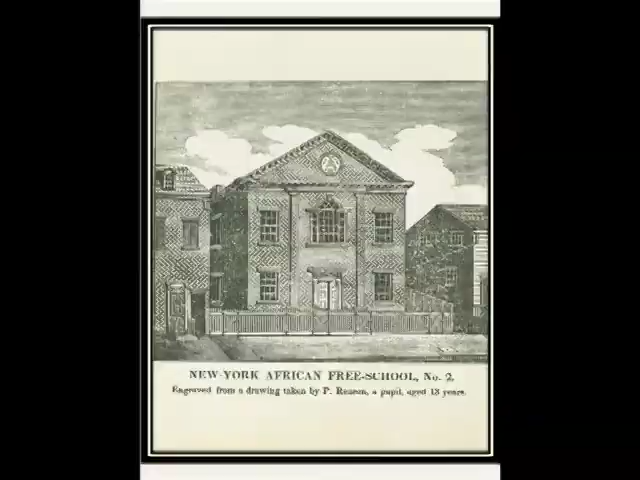 NEW-YORK AFRICAN FREE-SCHOOL, No. 2.
Engraved from a drawing taken by P. Reason, a pupil, aged 13 years.